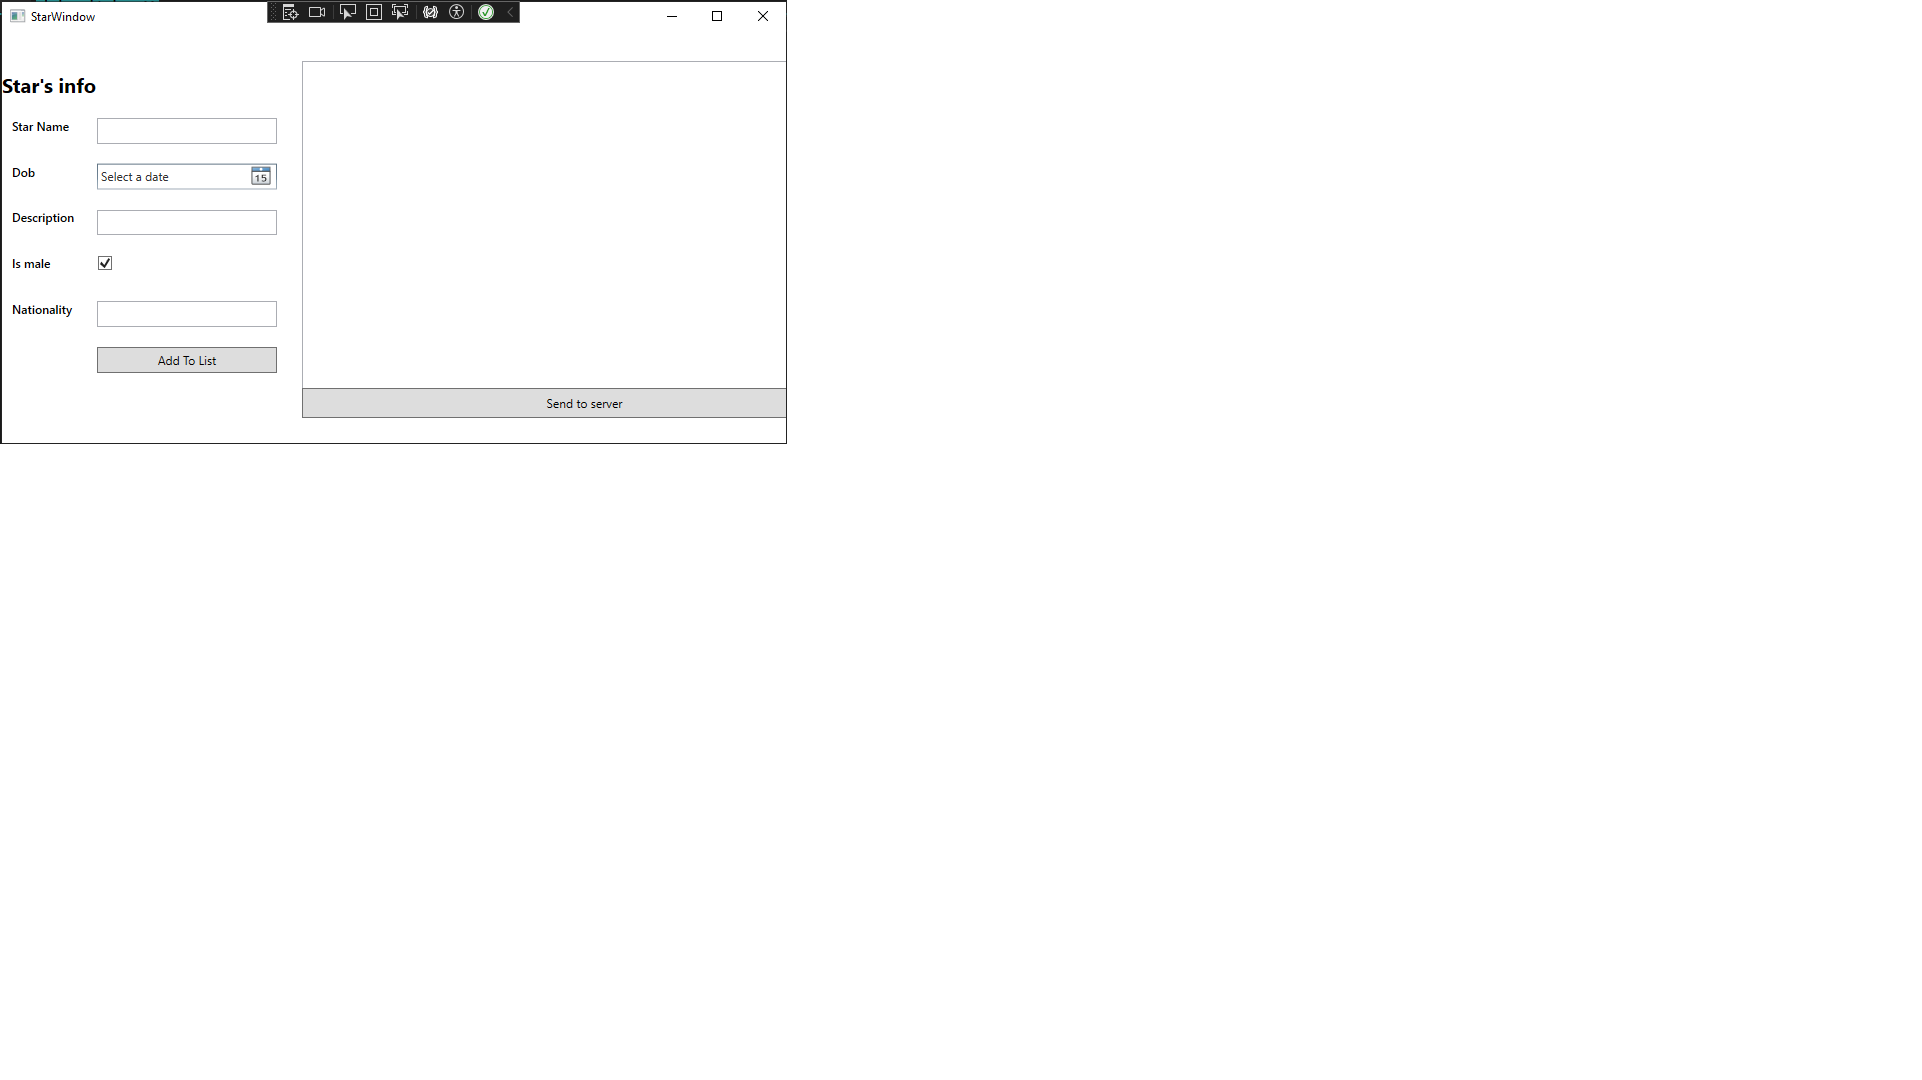 StarWindow
Star's info
Star Name
Dob
Select a date
15
Description
Is male
Nationality
Add To List
Send to server